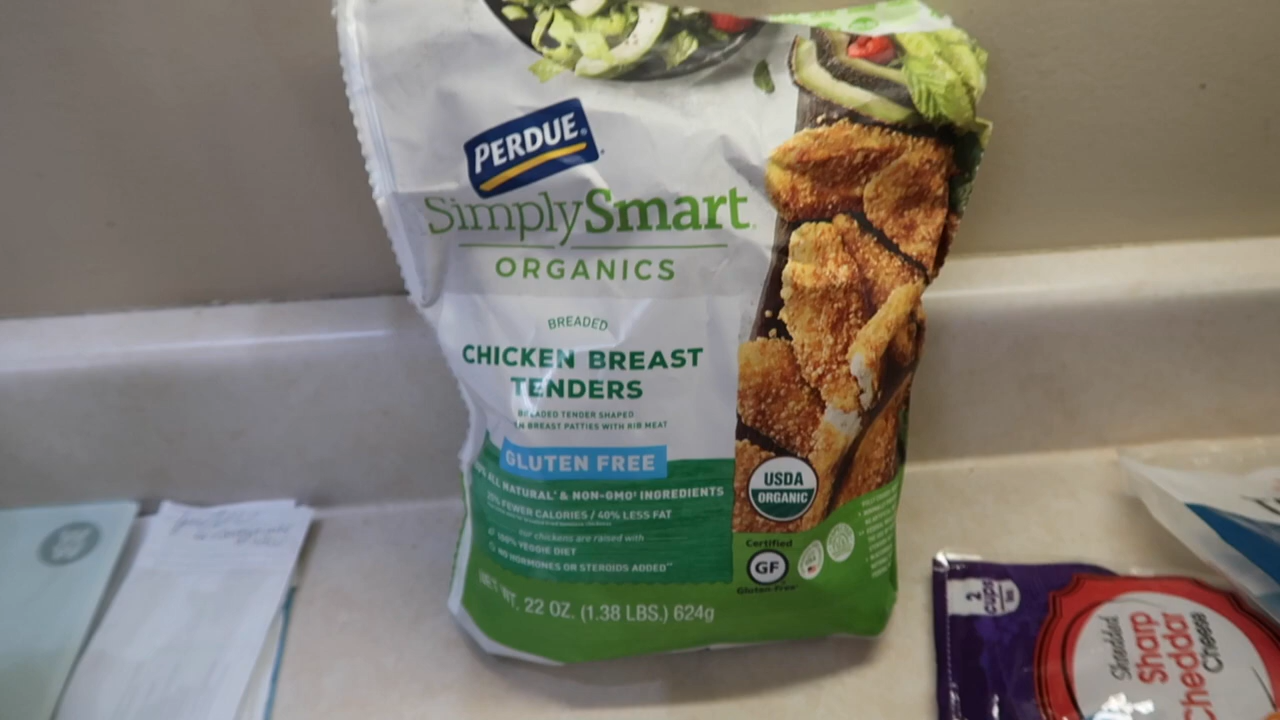 PERDUE
SimplySmart
ORGANICS
BREADED
CHICKEN BREAST
TENDERS
BREADED TENDER SHAPED
BREAST PATTIES WITH RIB MEAT
GLUTEN FREE
ALL NATURAL* & NON-GMO† INGREDIENTS
FEWER CALORIES / 40% LESS FAT
our chickens are raised with
100% VEGGIE DIET
NO HORMONES OR STEROIDS ADDED**
NET WT. 22 OZ. (1.38 LBS.) 624g
USDA
ORGANIC
Certified
GF
Gluten-Free
2
cups
Shredded
Sharp
Cheddar
Cheese